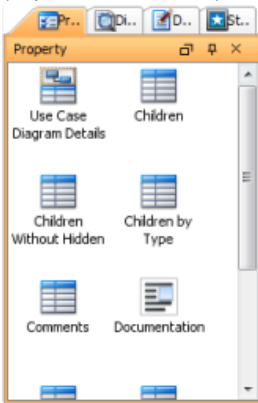 Pr.. Di.. D.. St..
Property
Use Case Children
Diagram Details
Children Children by
Without Hidden Type
Comments Documentation